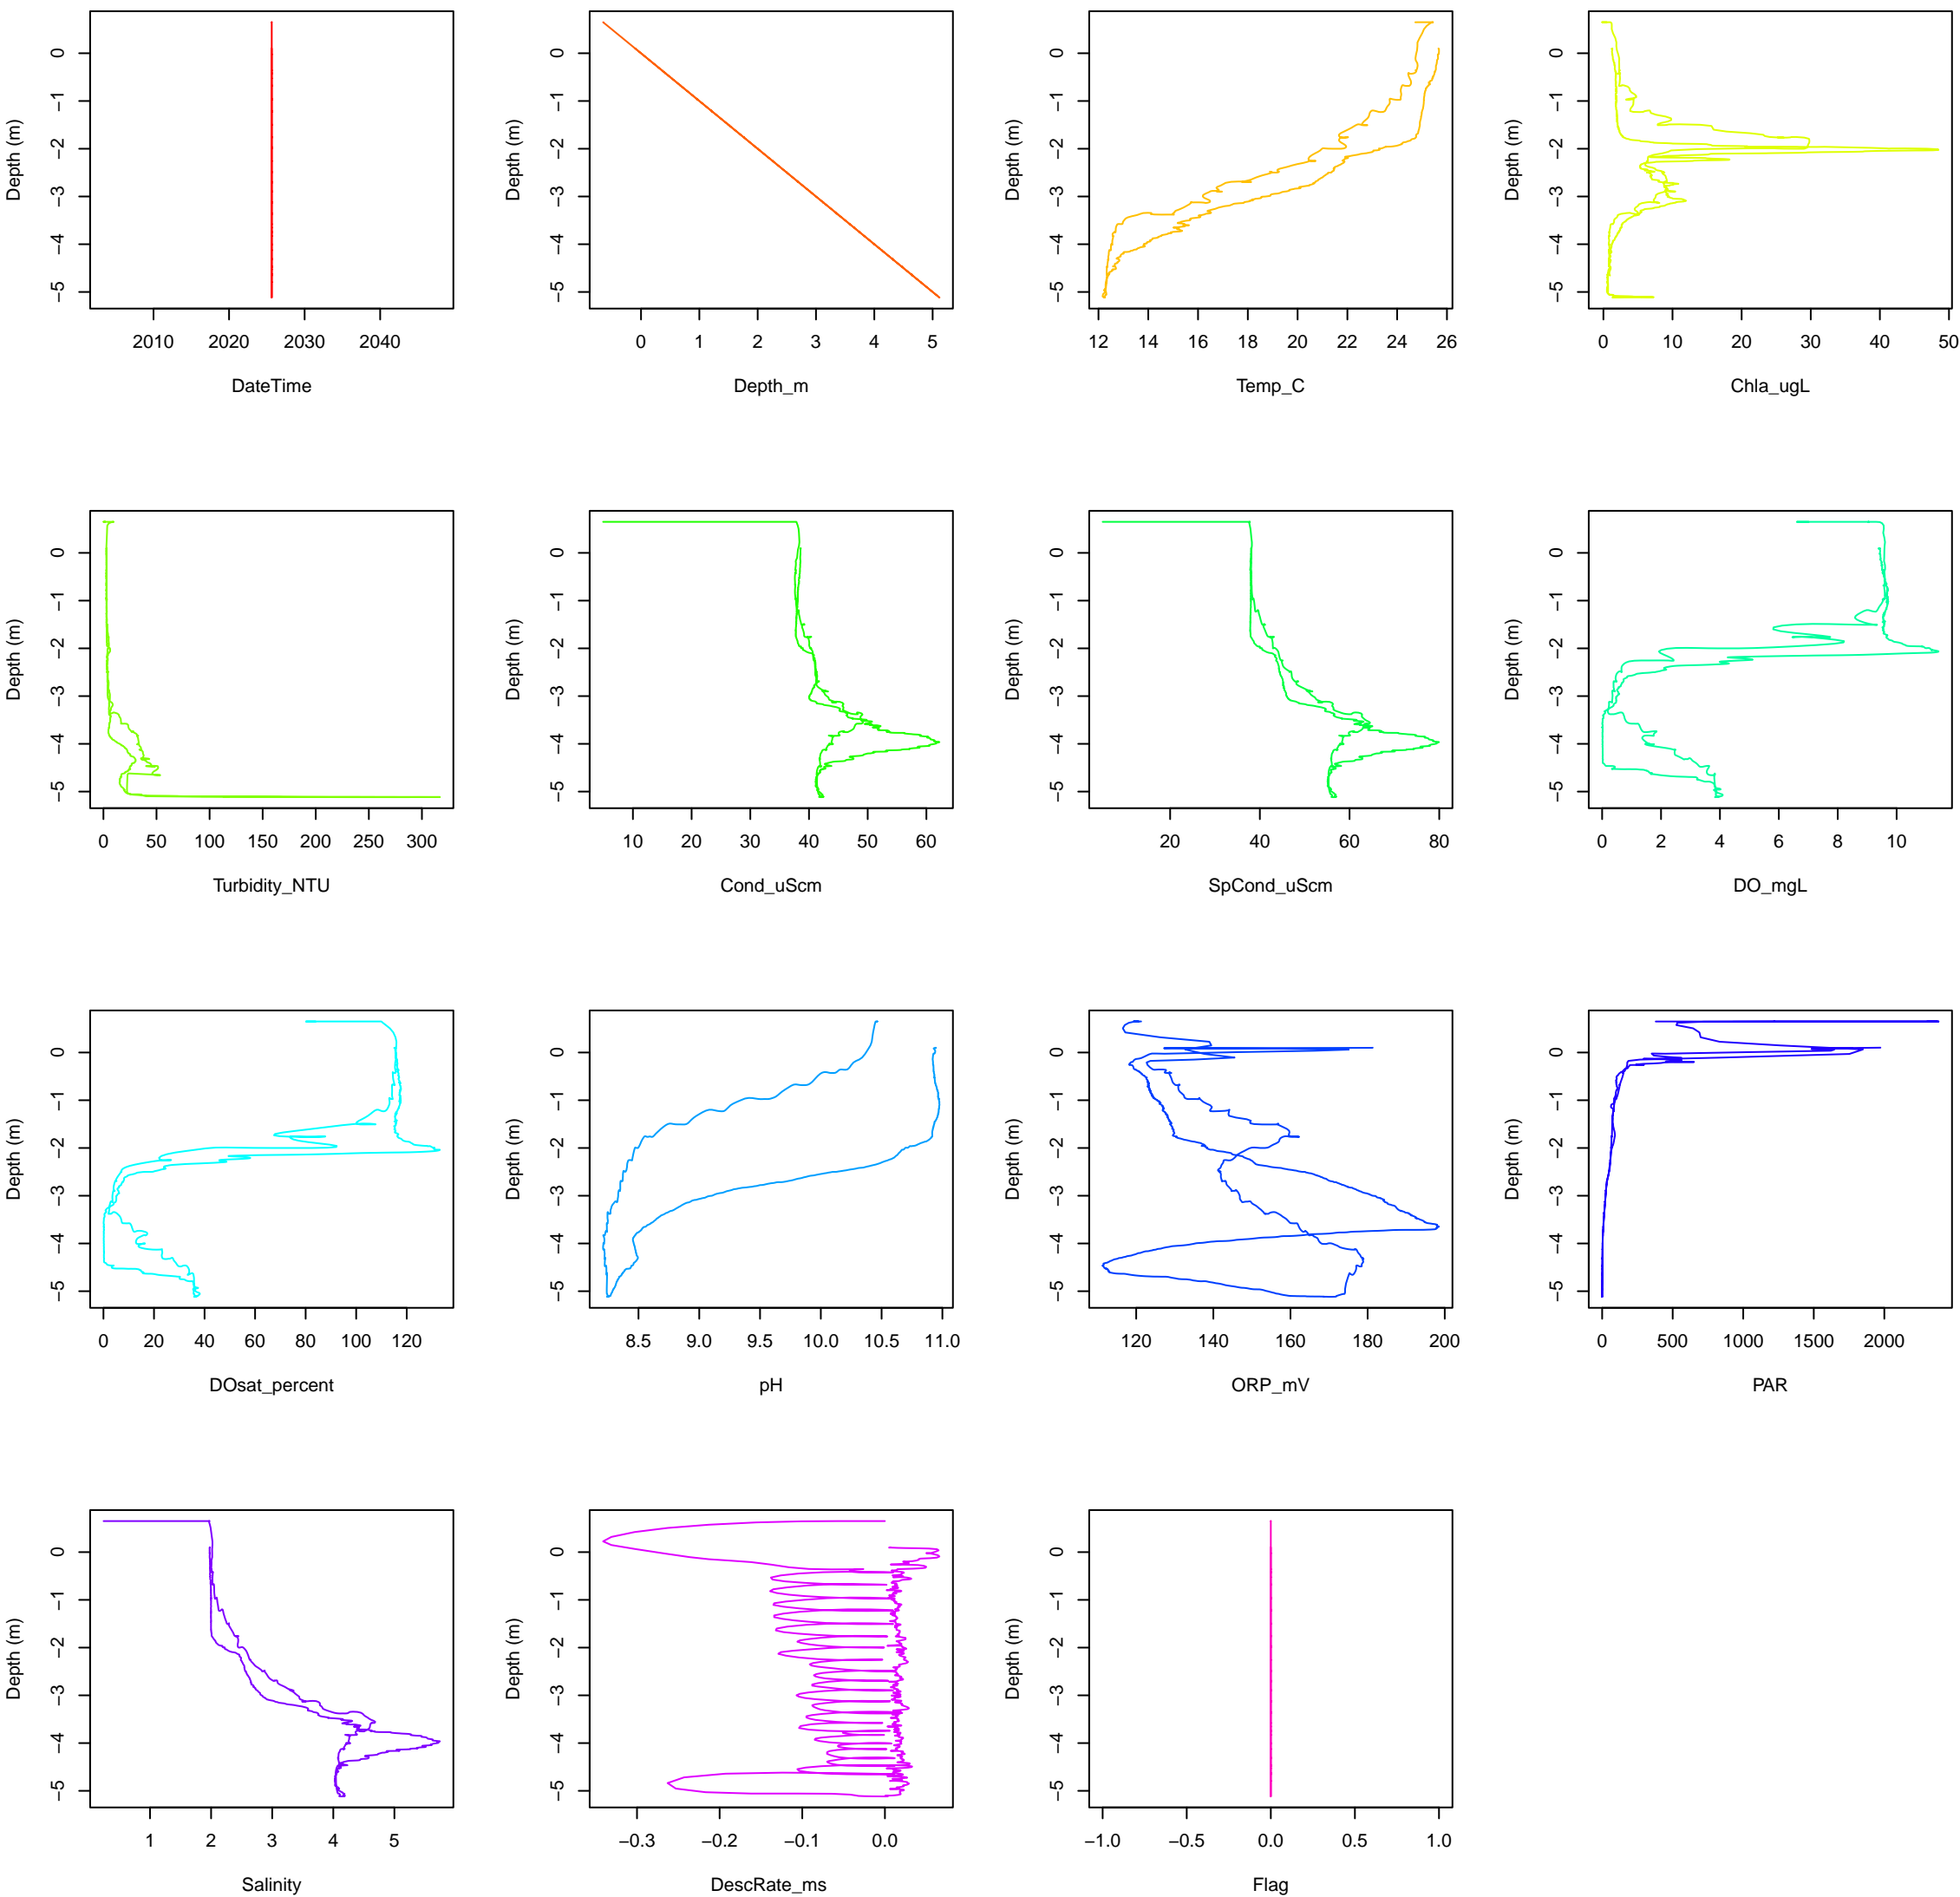 Depth (m)
0
−1
−2
−3
−4
−5
2010 2020 2030 2040
DateTime
Depth (m)
0
−1
−2
−3
−4
−5
0 1 2 3 4 5
Depth_m
Depth (m)
0
−1
−2
−3
−4
−5
12 14 16 18 20 22 24 26
Temp_C
Depth (m)
0
−1
−2
−3
−4
−5
0 10 20 30 40 50
Chla_ugL
Depth (m)
0
−1
−2
−3
−4
−5
0 50 100 150 200 250 300
Turbidity_NTU
Depth (m)
0
−1
−2
−3
−4
−5
10 20 30 40 50 60
Cond_uScm
Depth (m)
0
−1
−2
−3
−4
−5
20 40 60 80
SpCond_uScm
Depth (m)
0
−1
−2
−3
−4
−5
0 2 4 6 8 10
DO_mgL
Depth (m)
0
−1
−2
−3
−4
−5
0 20 40 60 80 100 120
DOsat_percent
Depth (m)
0
−1
−2
−3
−4
−5
8.5 9.0 9.5 10.0 10.5 11.0
pH
Depth (m)
0
−1
−2
−3
−4
−5
120 140 160 180 200
ORP_mV
Depth (m)
0
−1
−2
−3
−4
−5
0 500 1000 2000
PAR
Depth (m)
0
−1
−2
−3
−4
−5
1 2 3 4 5
Salinity
Depth (m)
0
−1
−2
−3
−4
−5
−0.3 −0.2 −0.1 0.0
DescRate_ms
Depth (m)
0
−1
−2
−3
−4
−5
−1.0 −0.5 0.0 0.5 1.0
Flag